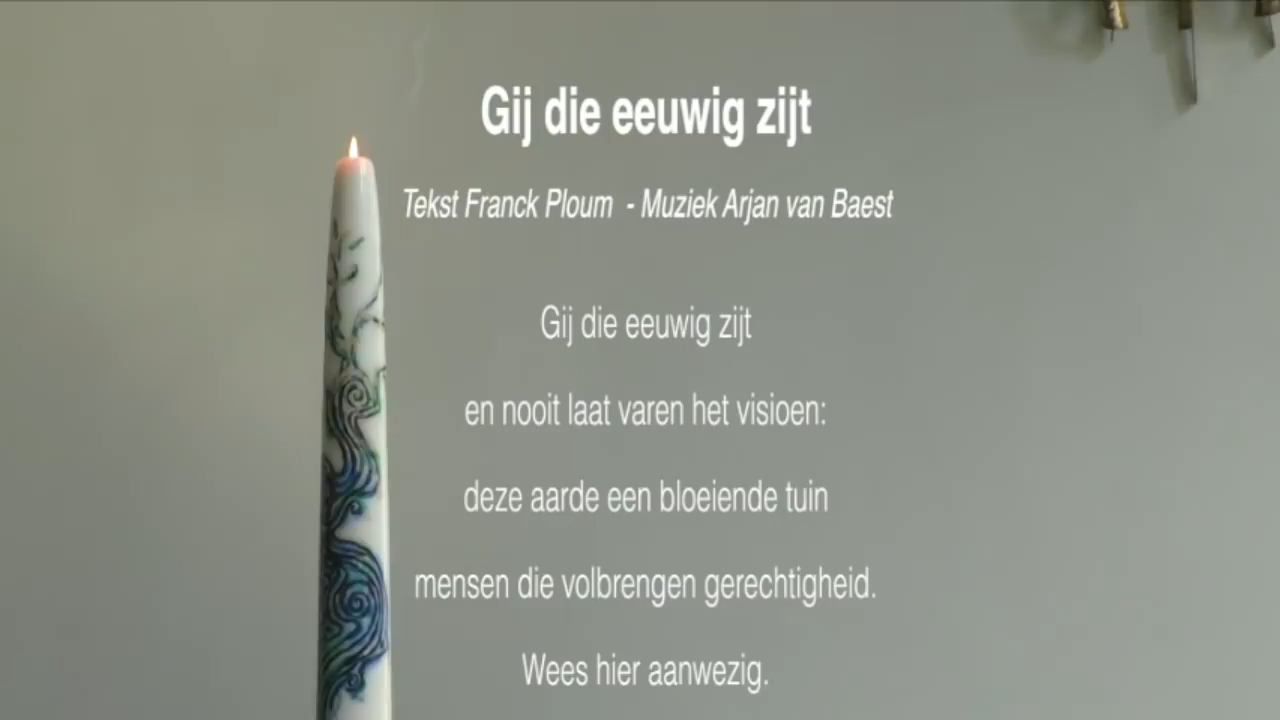 Gij die eeuwig zijt
Tekst Franck Ploum - Muziek Arjan van Baest
Gij die eeuwig zijt
en nooit laat varen het visioen:
deze aarde een bloeiende tuin
mensen die volbrengen gerechtigheid.
Wees hier aanwezig.